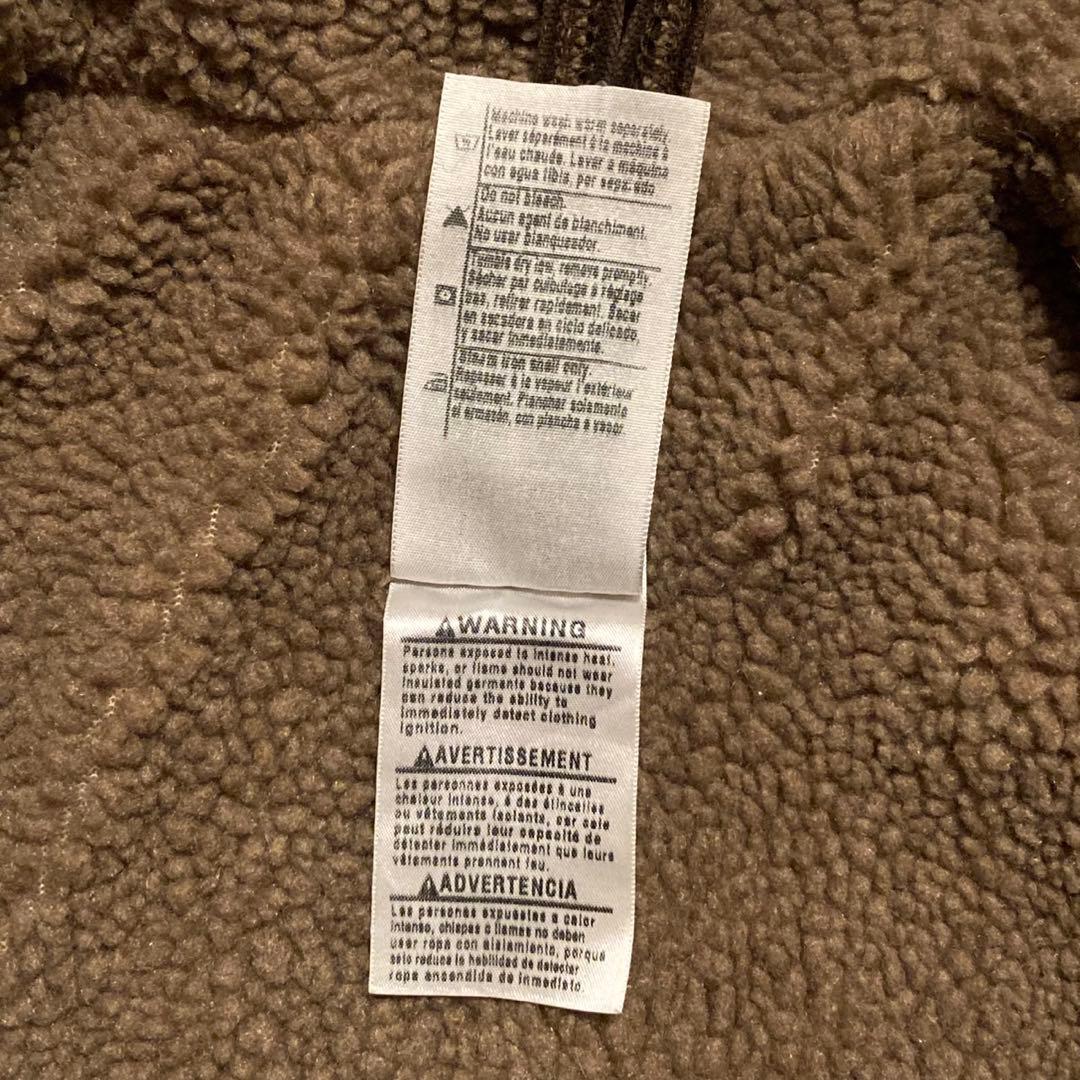 Machine wash warm separately.
Laver séparément à la machine à
l'eau chaude. Lavar a máquina
con agua tibia, por separado
Do not bleach.
Aucun agent de blanchiment.
No usar blanqueador.
Tumble dry low, remove promptly.
Sécher par culbutage à réglage
bas, retirer rapidement. Secar
en secadora en ciclo delicado,
y sacar inmediatamente.
Steam iron shell only.
Repasser à la vapeur l'extérieur
seulement. Planchar solamente
el armazón, con plancha a vapor
WARNING
Persons exposed to intense heat,
sparks, or flame should not wear
insulated garments because they
can reduce the ability to
immediately detect clothing
ignition.
AVERTISSEMENT
Les personnes exposées à une
chaleur intense, à des étincelles
ou vêtements isolants, car cela
peut réduire leur capacité de
détecter immédiatement que leurs
vêtements prennent feu.
ADVERTENCIA
Las personas expuestas a calor
intenso, chispas o llamas no deben
usar ropa con aislamiento, porque
esto reduce la habilidad de detectar
ropa encendida de inmediato.